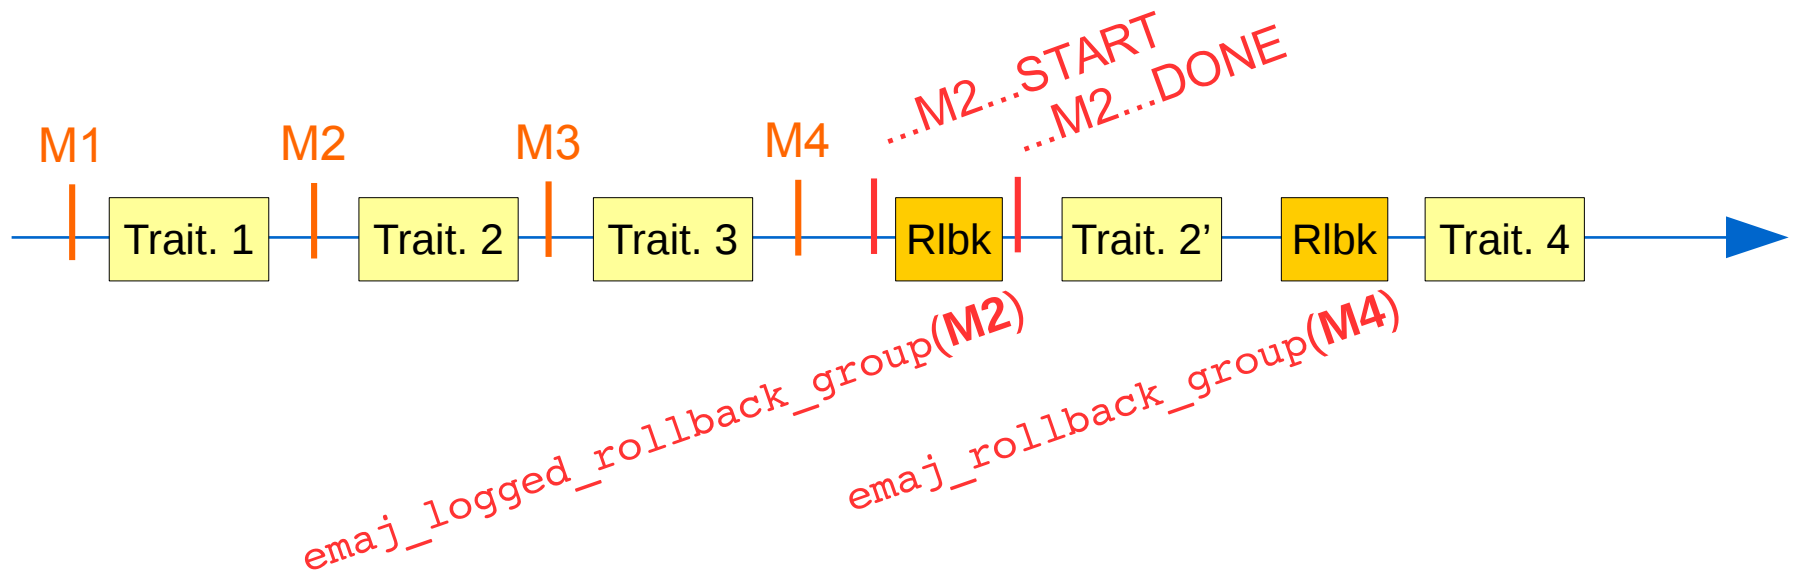 ...M2...START
...M2...DONE
M1
M2
M3
M4
Trait. 1
Trait. 2
Trait. 3
Rlbk
Trait. 2’
Rlbk
Trait. 4
emaj_logged_rollback_group(M2)
emaj_rollback_group(M4)